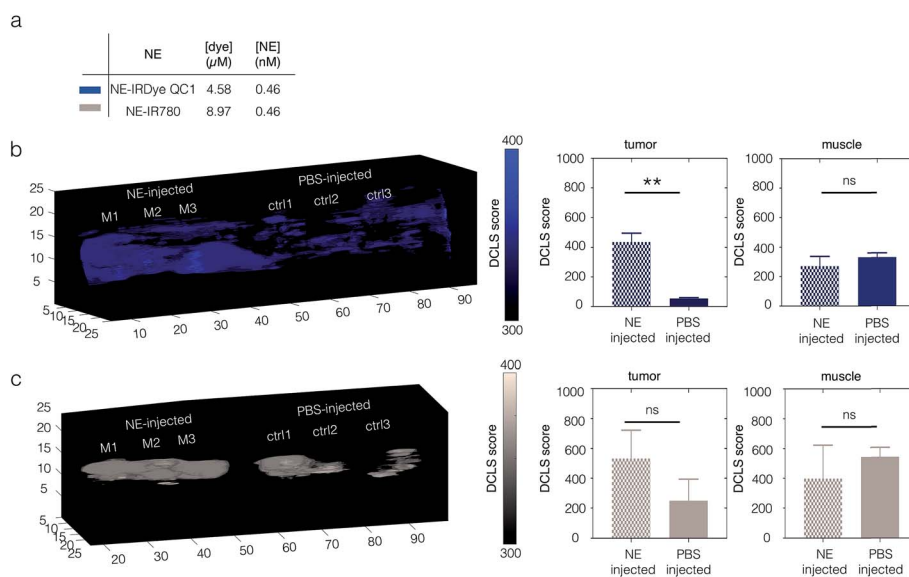 a
NE [dye] (µM) [NE] (nM)
NE-IRDye QC1 4.58 0.46
NE-IR780 8.97 0.46
b
25
20
15
10
5
NE-injected
M1 M2 M3
PBS-injected
ctrl1 ctrl2 ctrl3
5
10
15
20
25
10 20 30 40 50 60 70 80 90
400
DCLS score
300
tumor
1000
800
600
400
200
0
DCLS score
**
NE injected
PBS injected
muscle
1000
800
600
400
200
0
DCLS score
ns
NE injected
PBS injected
c
25
20
15
10
5
NE-injected
M1 M2 M3
PBS-injected
ctrl1 ctrl2 ctrl3
5
10
15
20
25
20 30 40 50 60 70 80 90
400
DCLS score
300
tumor
1000
800
600
400
200
0
DCLS score
ns
NE injected
PBS injected
muscle
1000
800
600
400
200
0
DCLS score
ns
NE injected
PBS injected